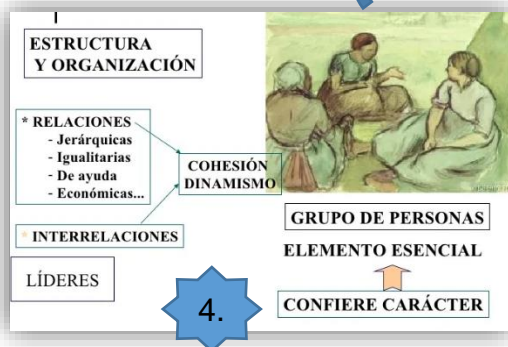 ESTRUCTURA
Y ORGANIZACIÓN
* RELACIONES
- Jerárquicas
- Igualitarias
- De ayuda
- Económicas...
COHESIÓN
DINAMISMO
* INTERRELACIONES
LÍDERES
GRUPO DE PERSONAS
ELEMENTO ESENCIAL
CONFIERE CARÁCTER
4.